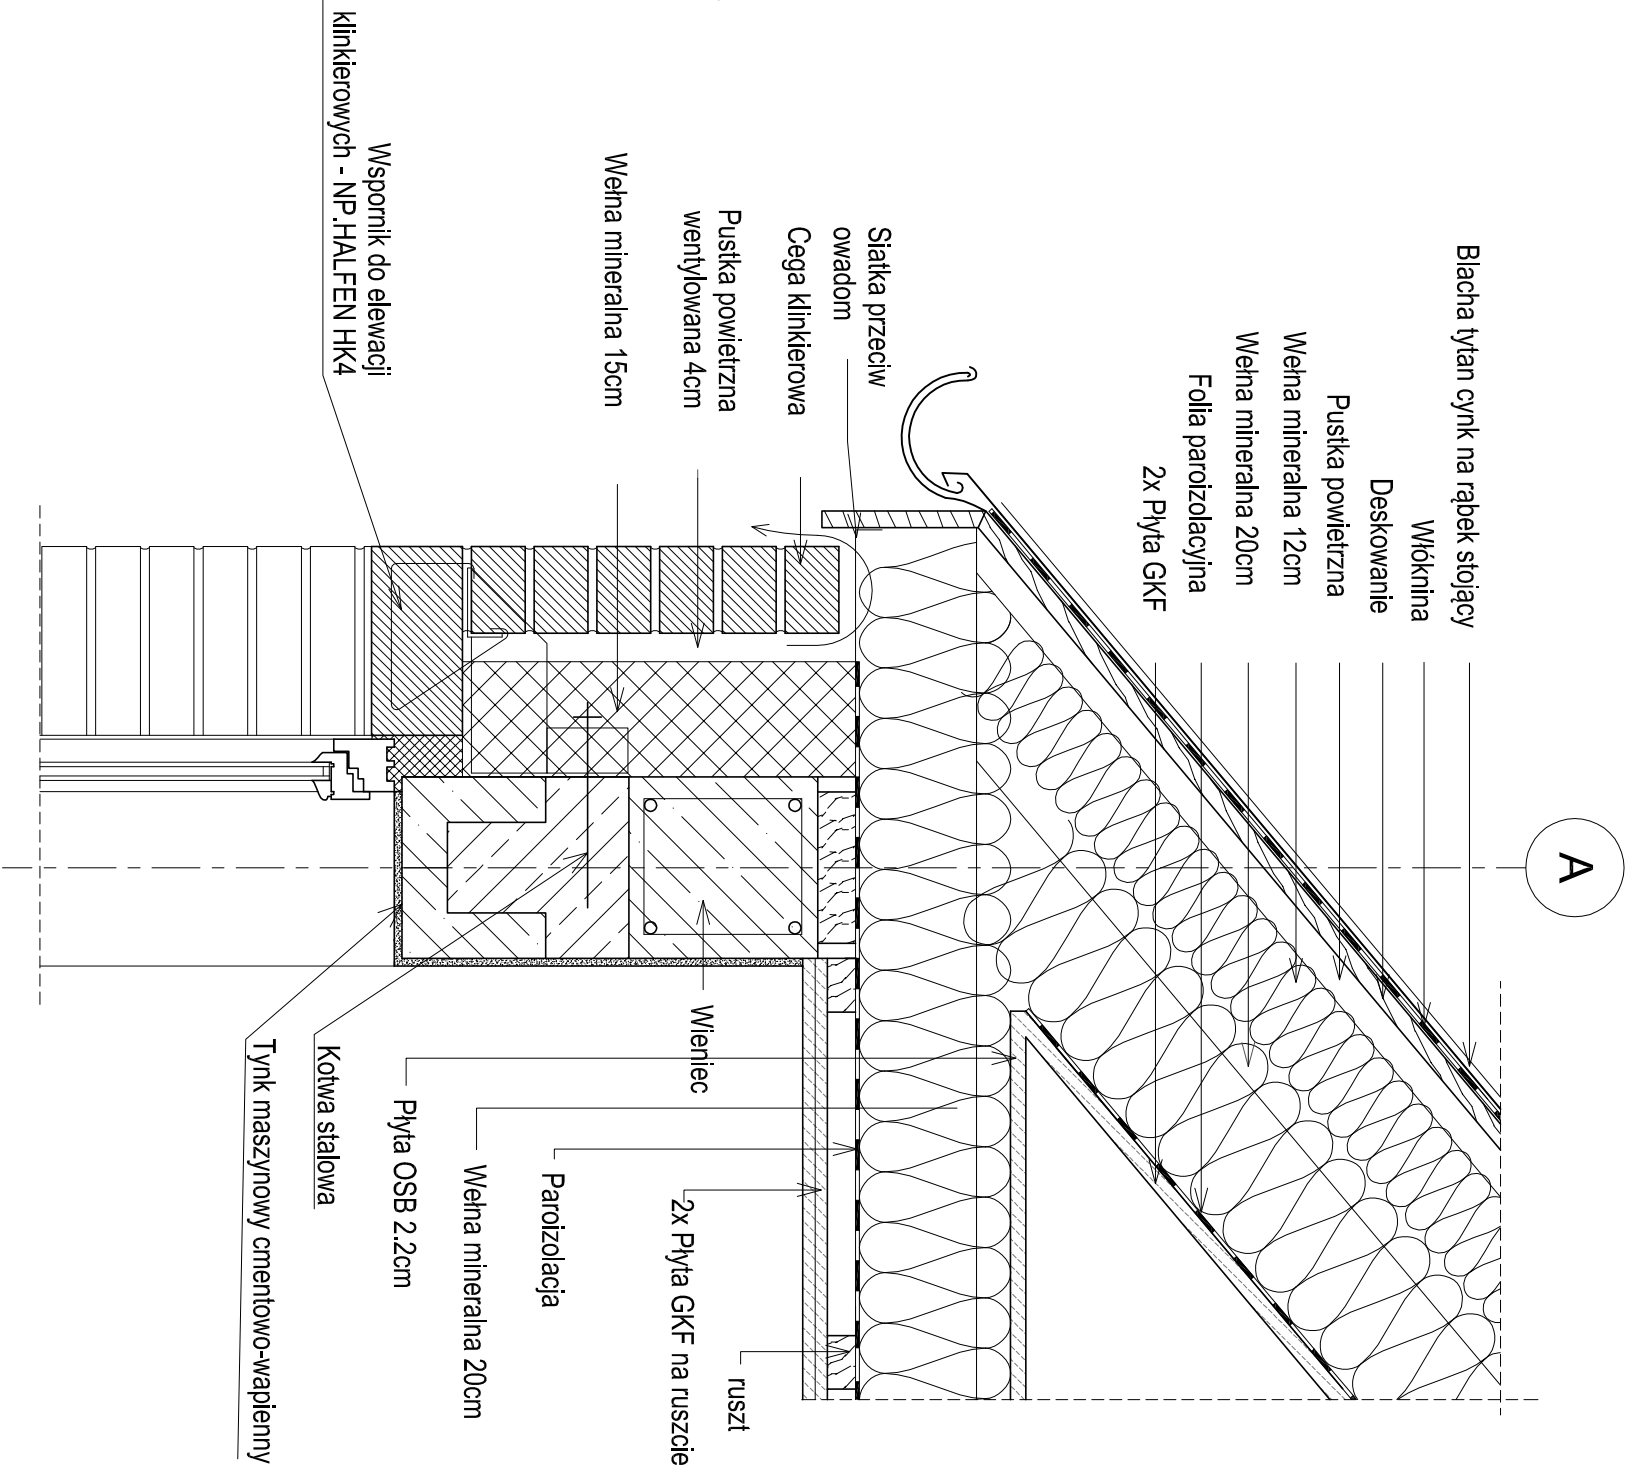 A
Blacha tytan cynk na rąbek stojący
Włóknina
Deskowanie
Pustka powietrzna
Wełna mineralna 12cm
Wełna mineralna 20cm
Folia paroizolacyjna
2x Płyta GKF
Siatka przeciw
owadom
Cega klinkierowa
Pustka powietrzna
wentylowana 4cm
Wełna mineralna 15cm
Wspornik do elewacji
klinkierowych - NP.HALFEN HK4
ruszt
2x Płyta GKF na ruszcie
Wieniec
Paroizolacja
Wełna mineralna 20cm
Płyta OSB 2.2cm
Kotwa stalowa
Tynk maszynowy cmentowo-wapienny